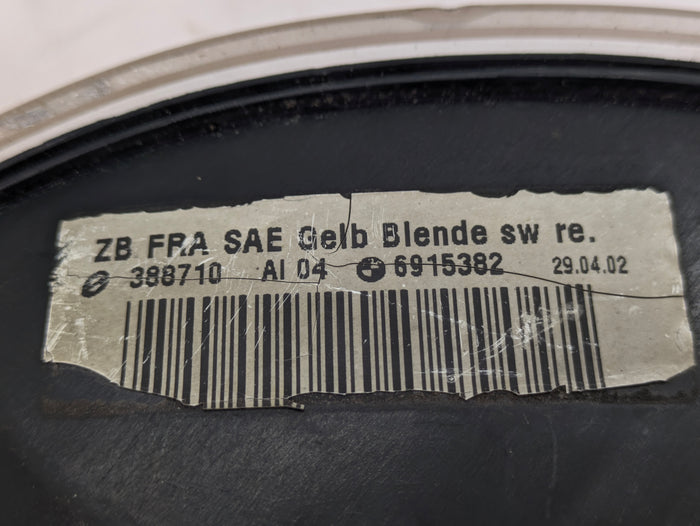 ZB FRA SAE Gelb Blende sw re.
388710 AI 04 6915382 29.04.02